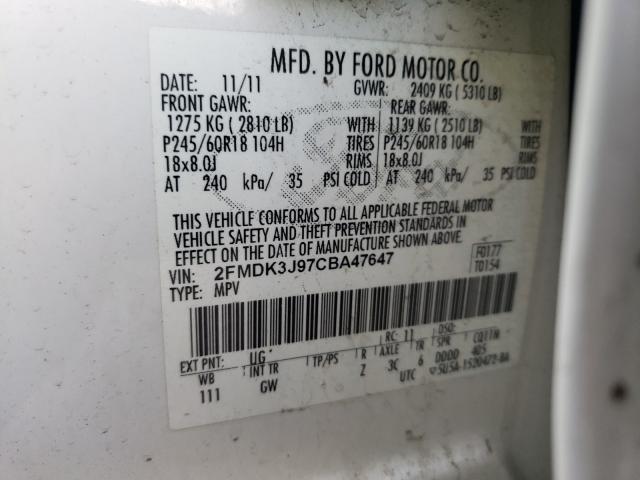 MFD. BY FORD MOTOR CO.
DATE: 11/11 GVWR: 2409 KG ( 5310 LB)
FRONT GAWR: REAR GAWR:
1275 KG ( 2810 LB) WITH 1139 KG ( 2510 LB) WITH
P245/60R18 104H TIRES P245/60R18 104H TIRES
18x8.0J RIMS 18x8.0J RIMS
AT 240 kPa/ 35 PSI COLD AT 240 kPa/ 35 PSI COLD
THIS VEHICLE CONFORMS TO ALL APPLICABLE FEDERAL MOTOR
VEHICLE SAFETY AND THEFT PREVENTION STANDARDS IN
EFFECT ON THE DATE OF MANUFACTURE SHOWN ABOVE.
VIN: 2FMDK3J97CBA47647 F0177
TYPE: MPV T0154
EXT PNT: UG RC: 11 DSO:
WB INT TR TP/PS R AXLE TR SPR
111 GW Z 3C 6 DDDD 405
UTC